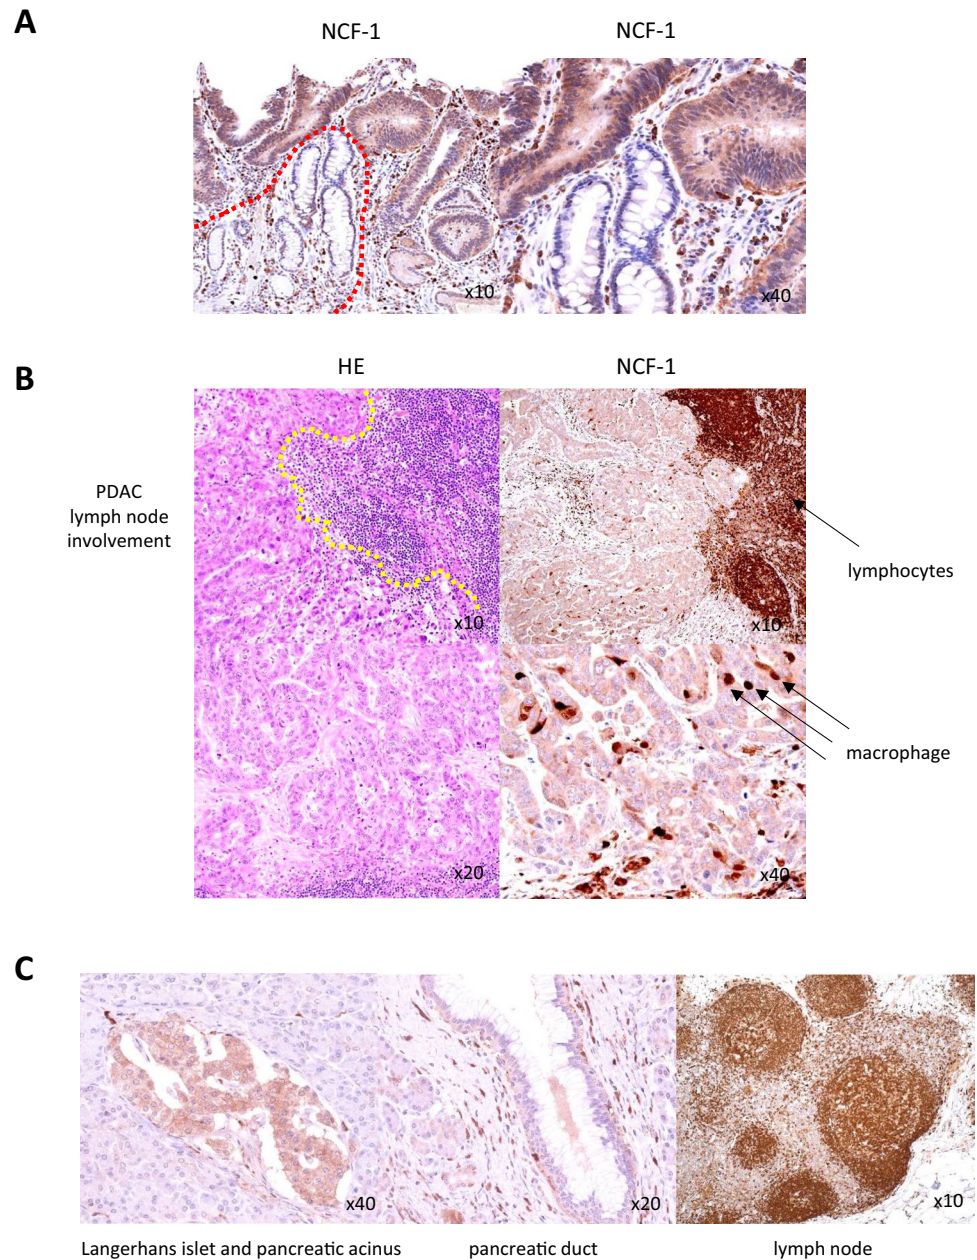 A
NCF-1 NCF-1
x10 x40
B
HE NCF-1
PDAC
lymph node
involvement
lymphocytes
x10 x10
macrophage
x20 x40
C
x40 x20 x10
Langerhans islet and pancreatic acinus pancreatic duct lymph node